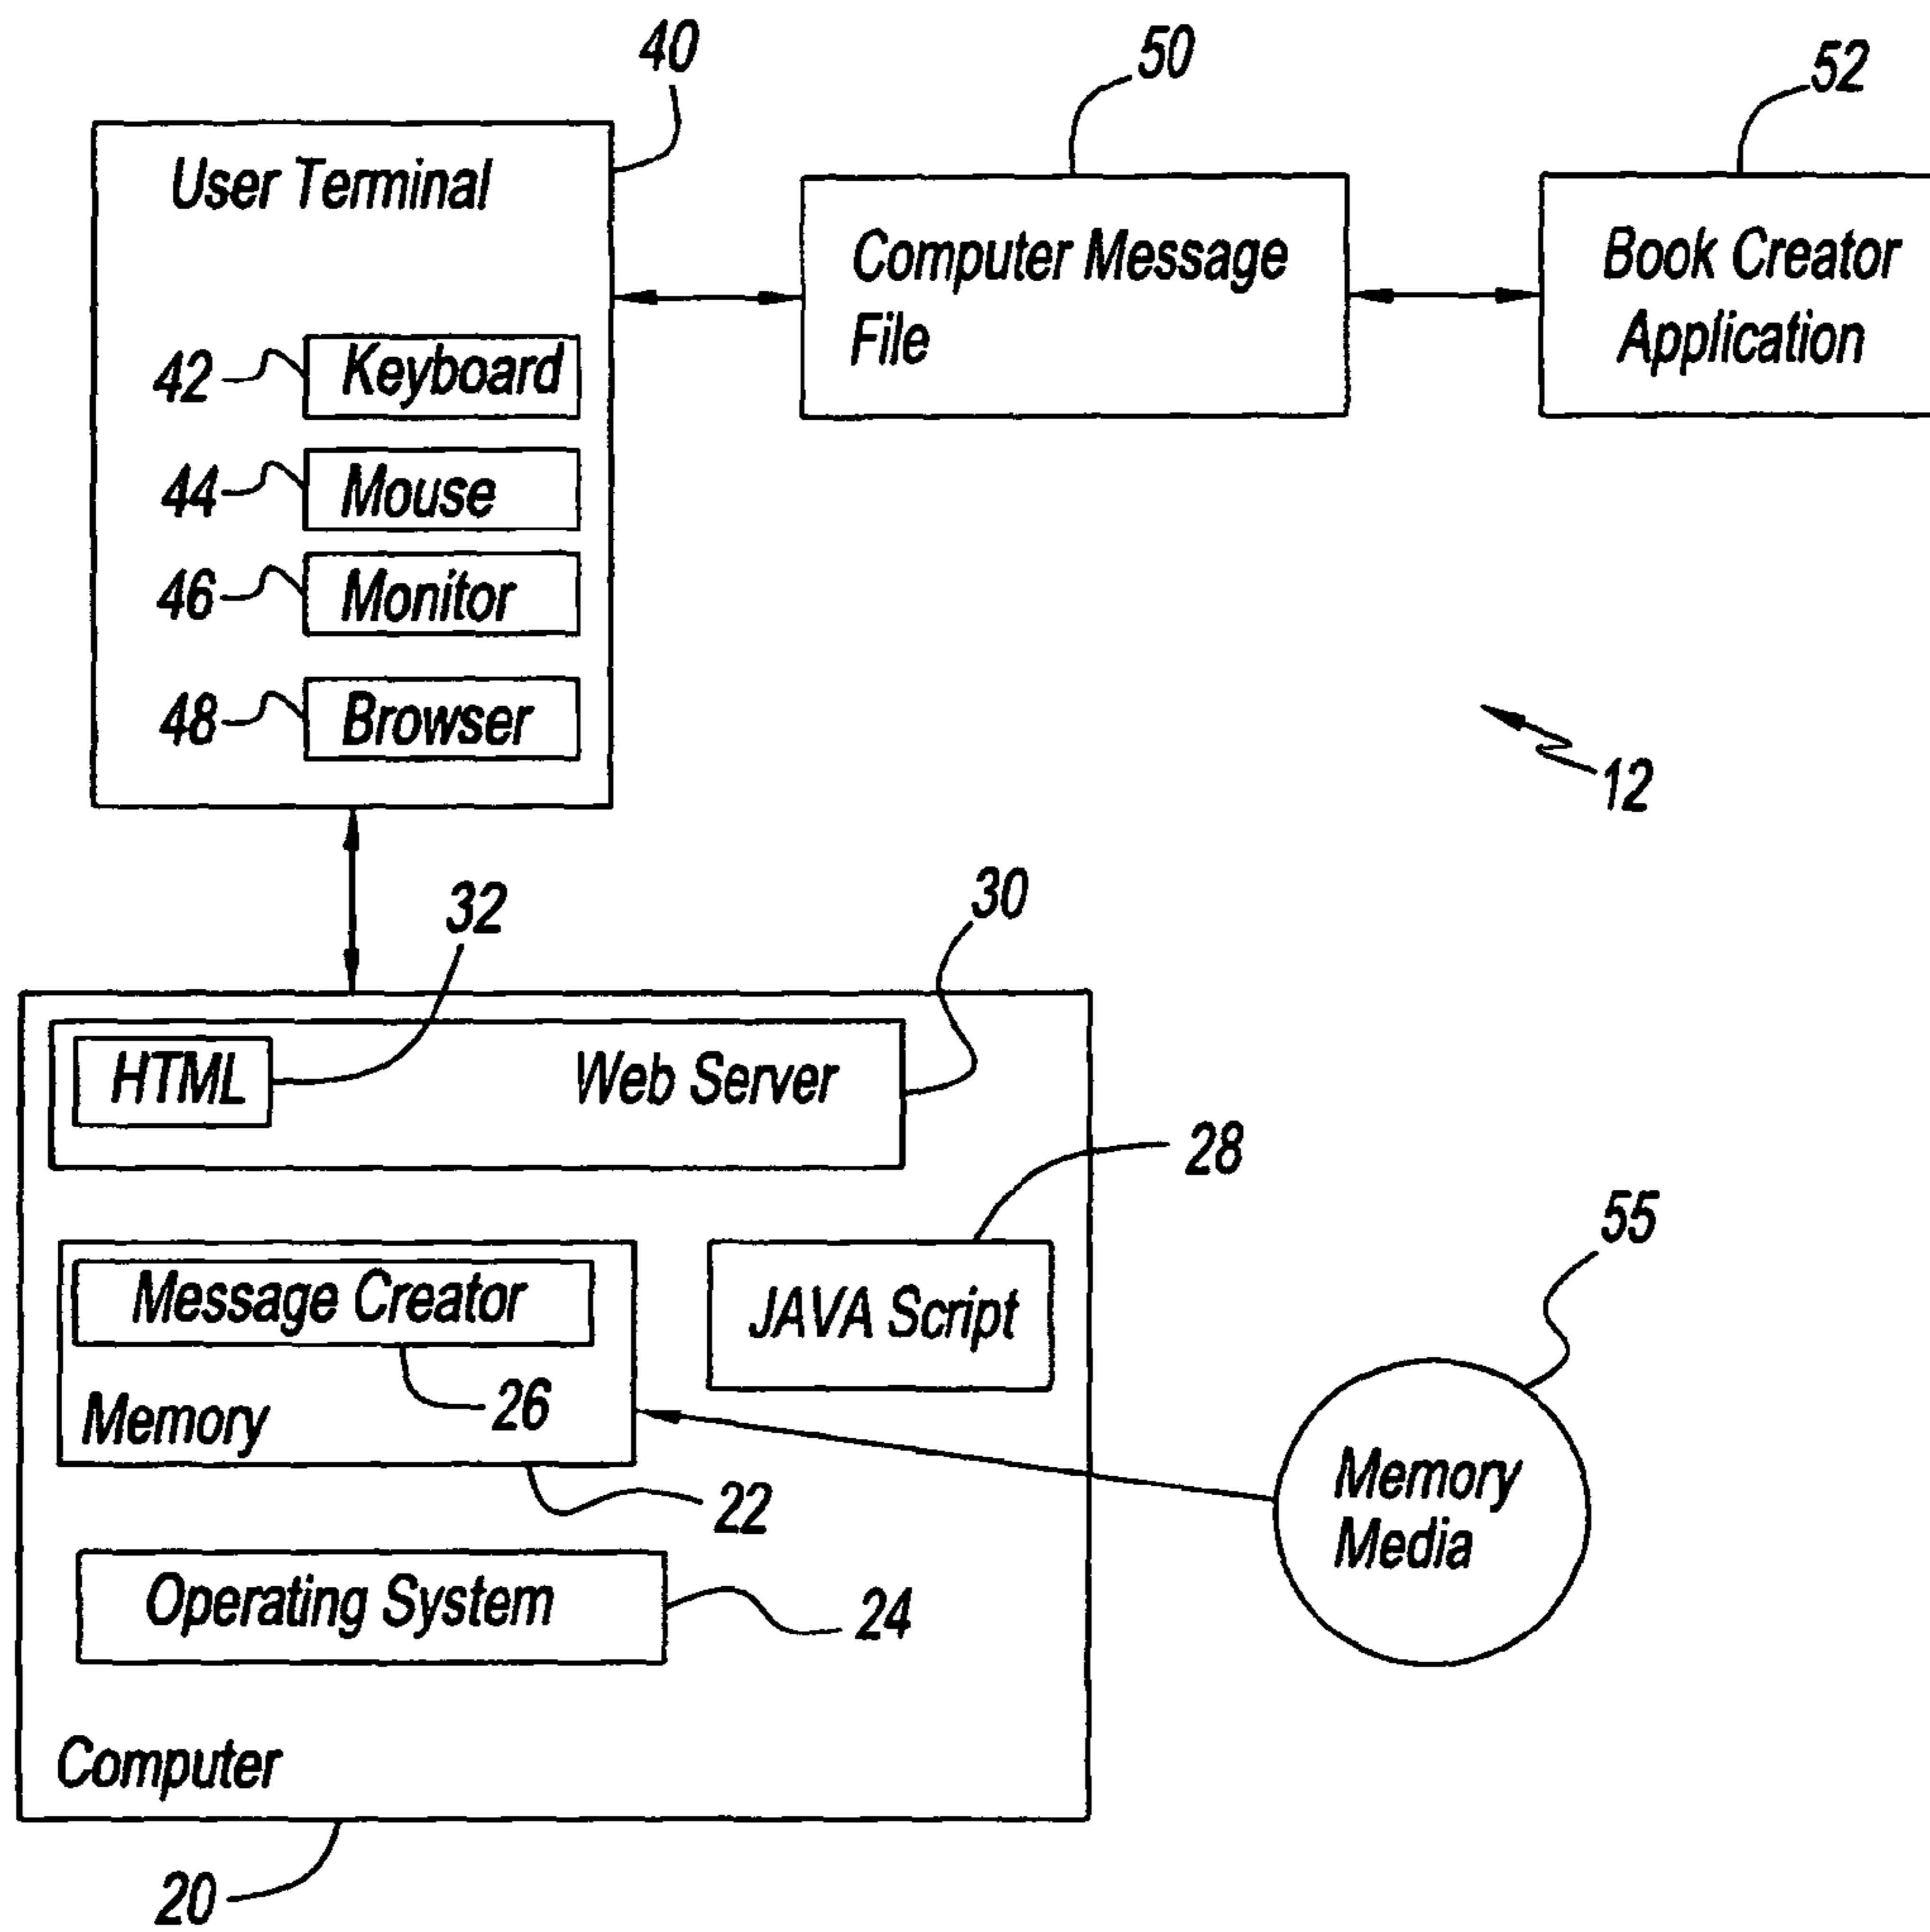 40
50
52
User Terminal
Computer Message
File
Book Creator
Application
42
Keyboard
44
Mouse
46
Monitor
48
Browser
12
32
30
HTML
Web Server
28
55
Message Creator
JAVA Script
26
Memory
22
Memory
Media
Operating System
24
Computer
20